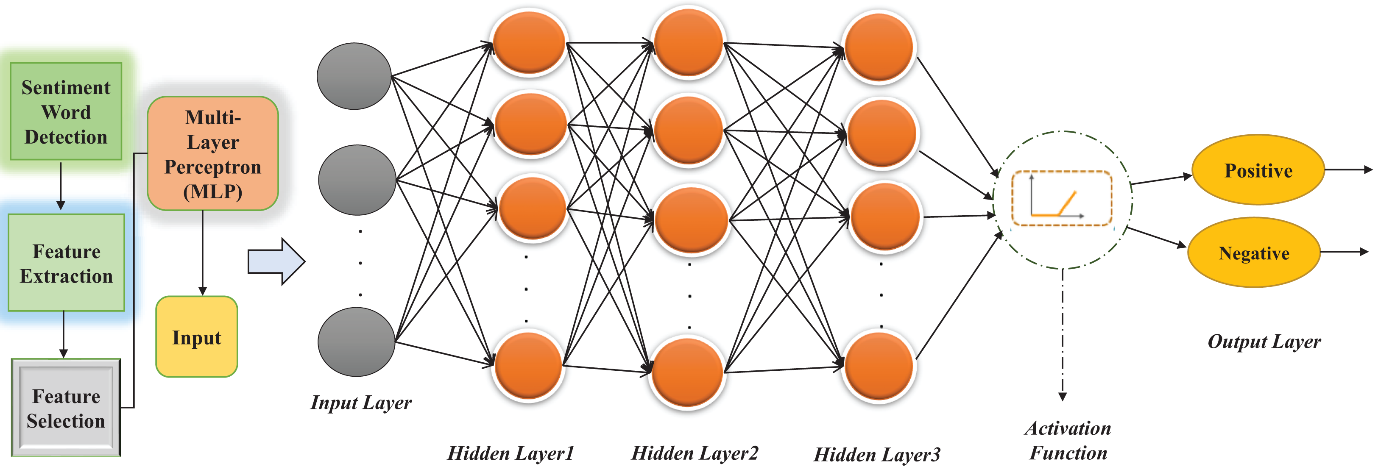 Sentiment
Word
Detection
Feature
Extraction
Feature
Selection
Multi-
Layer
Perceptron
(MLP)
Input
Input Layer
Hidden Layer1
Hidden Layer2
Hidden Layer3
Activation
Function
Positive
Negative
Output Layer